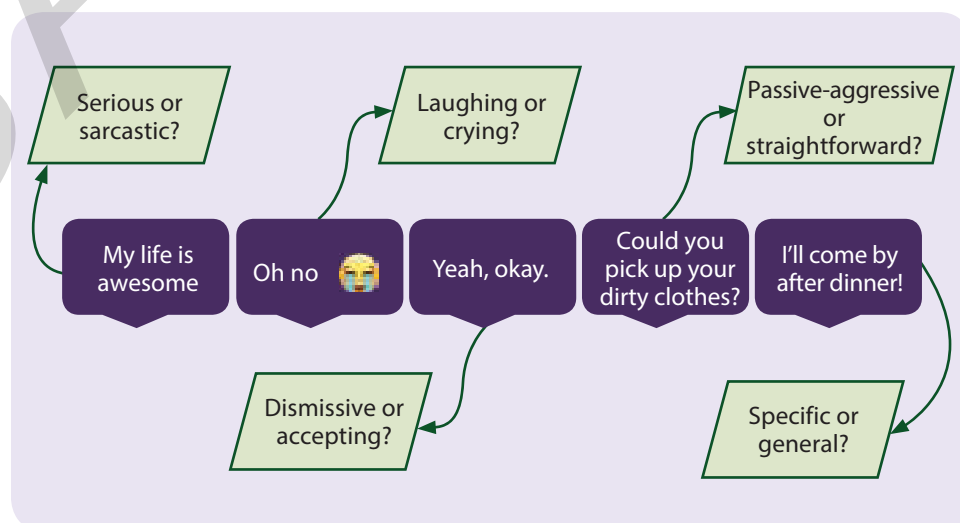 Serious or
sarcastic?
Laughing or
crying?
Passive-aggressive
or
straightforward?
My life is
awesome
Oh no 😭
Yeah, okay.
Could you
pick up your
dirty clothes?
I'll come by
after dinner!
Dismissive or
accepting?
Specific or
general?